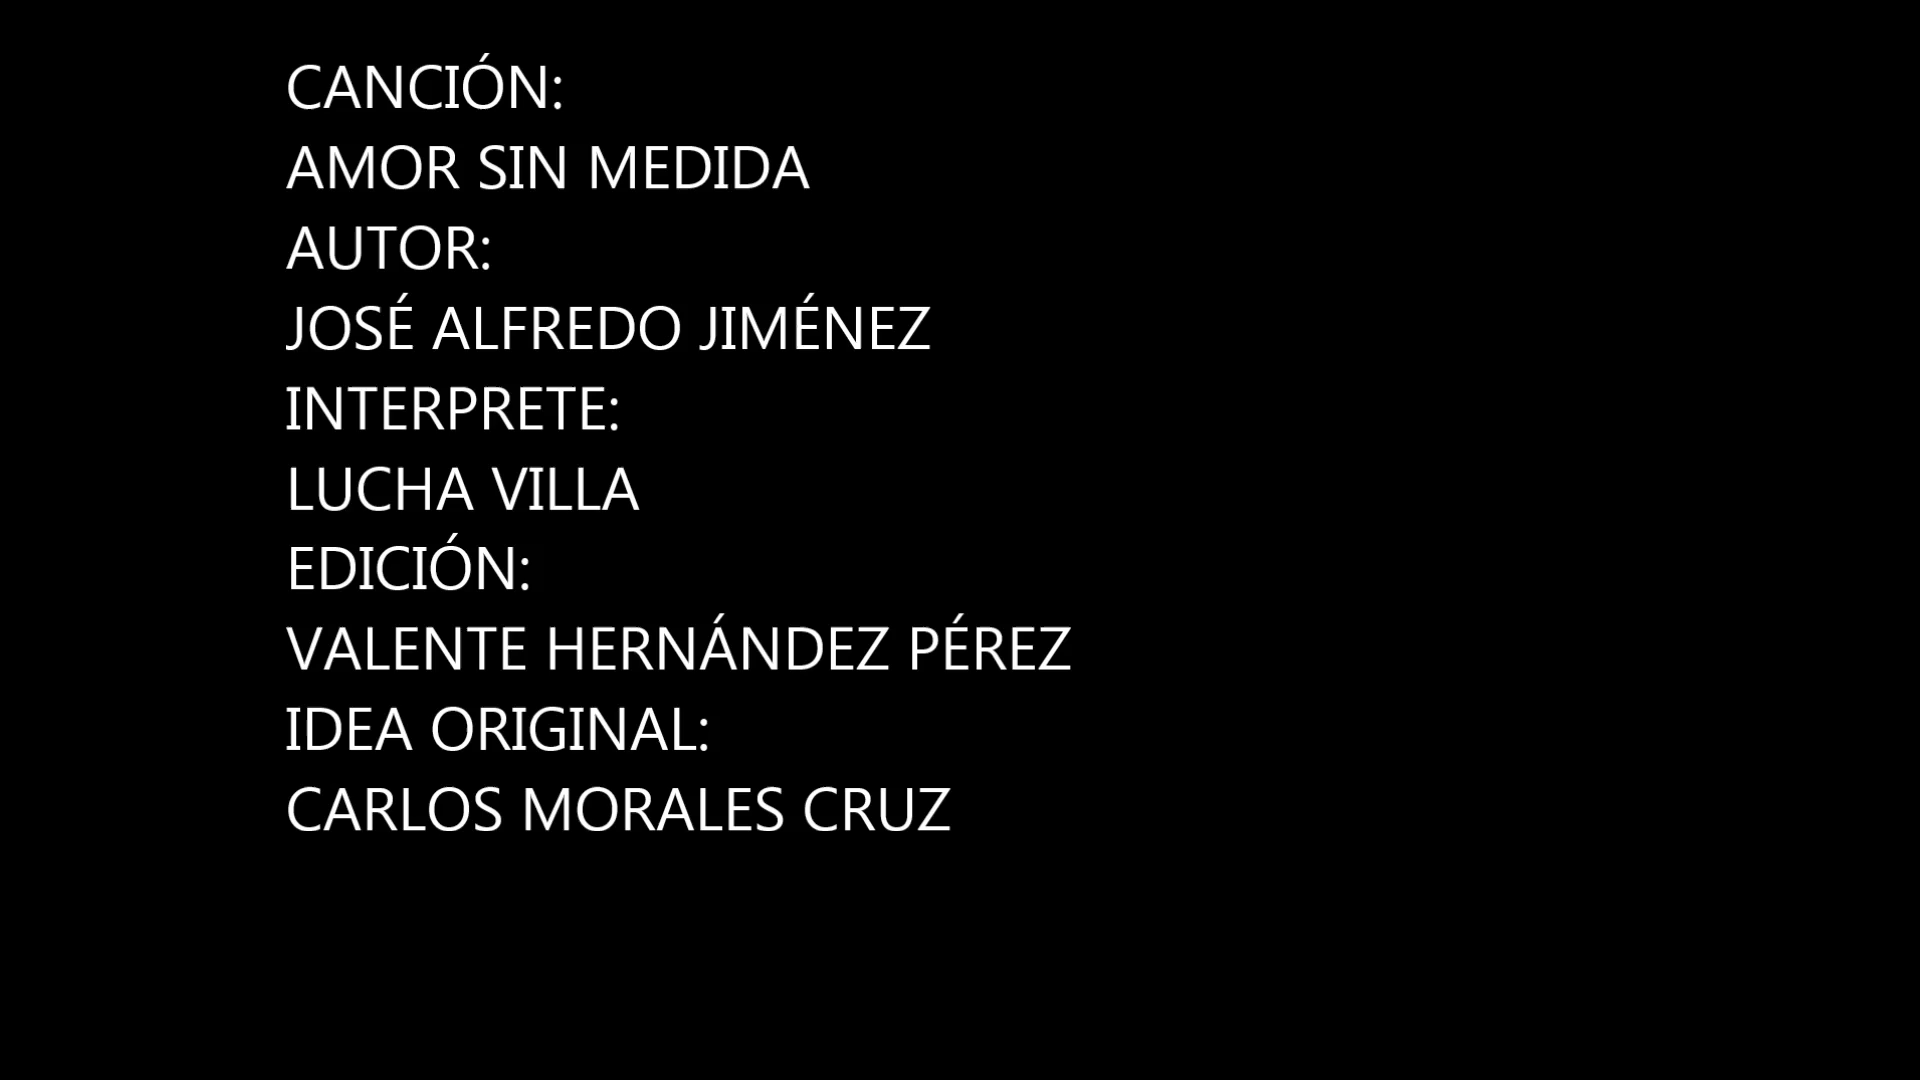 CANCIÓN:
AMOR SIN MEDIDA
AUTOR:
JOSÉ ALFREDO JIMÉNEZ
INTERPRETE:
LUCHA VILLA
EDICIÓN:
VALENTE HERNÁNDEZ PÉREZ
IDEA ORIGINAL:
CARLOS MORALES CRUZ